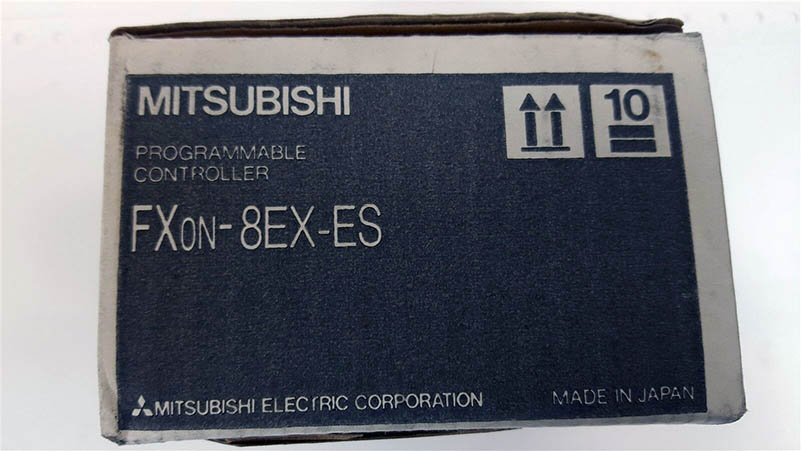 MITSUBISHI
10
PROGRAMMABLE
CONTROLLER
FX0N-8EX-ES
MITSUBISHI ELECTRIC CORPORATION
MADE IN JAPAN